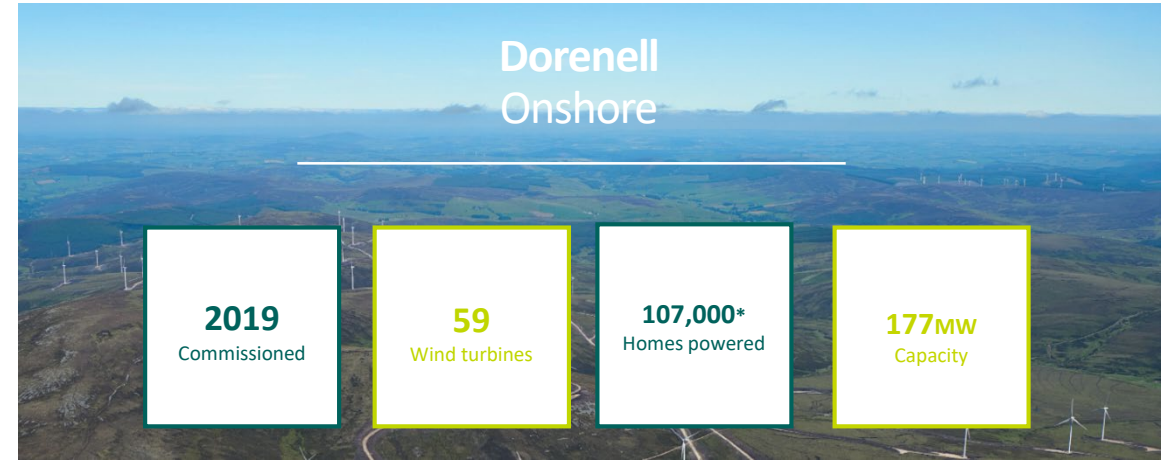 Dorenell
Onshore
2019
Commissioned
59
Wind turbines
107,000*
Homes powered
177MW
Capacity